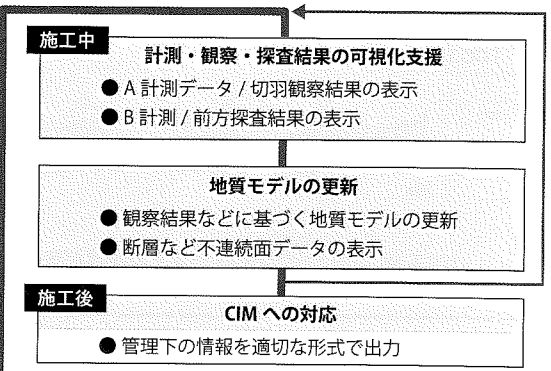 施工中
計測・観察・探査結果の可視化支援
● A 計測データ / 切羽観察結果の表示
● B 計測 / 前方探査結果の表示
地質モデルの更新
● 観察結果などに基づく地質モデルの更新
● 断層など不連続面データの表示
施工後
CIM への対応
● 管理下の情報を適切な形式で出力